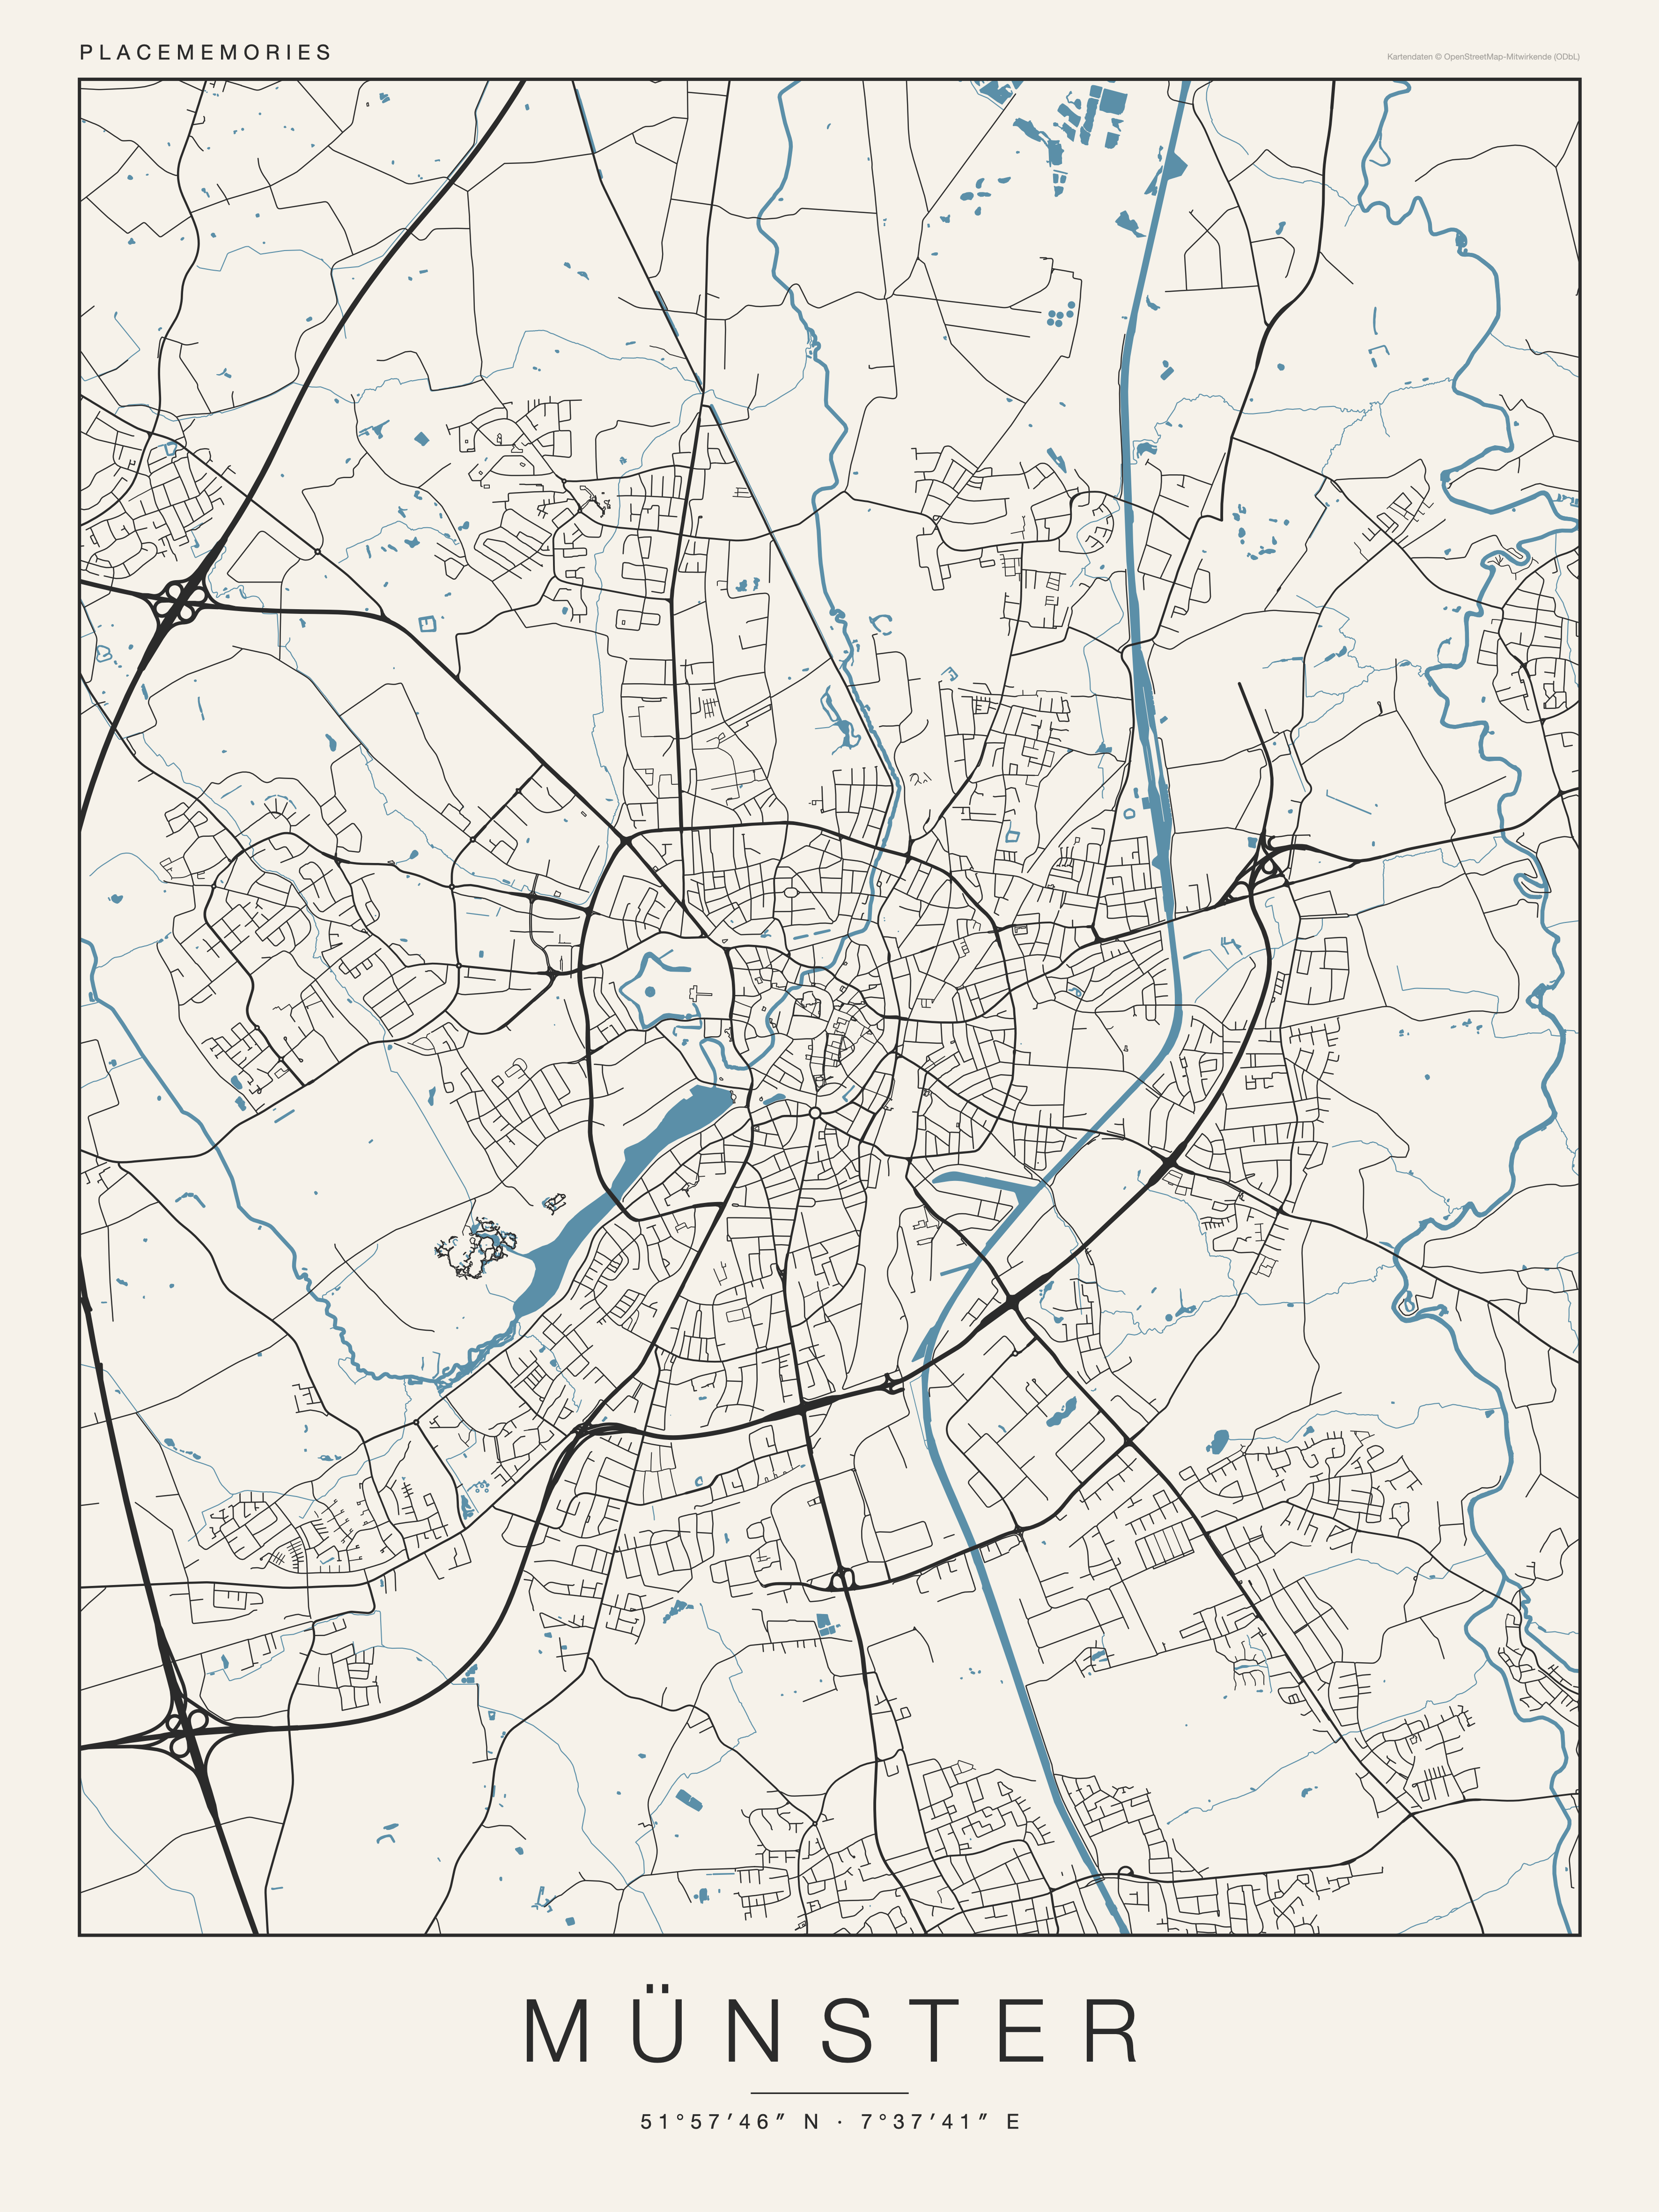 PLACEMEMORIES
Kartendaten © OpenStreetMap-Mitwirkende (ODbL)
MÜNSTER
51°57′46″ N · 7°37′41″ E